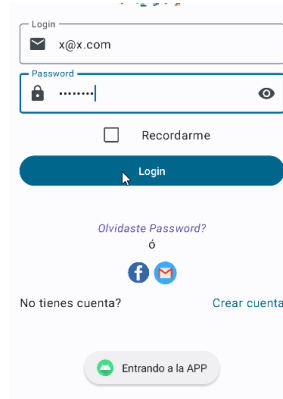 Login
x@x.com
Password
••••••••
Recordarme
Login
Olvidaste Password?
ó
No tienes cuenta?
Crear cuenta
Entrando a la APP